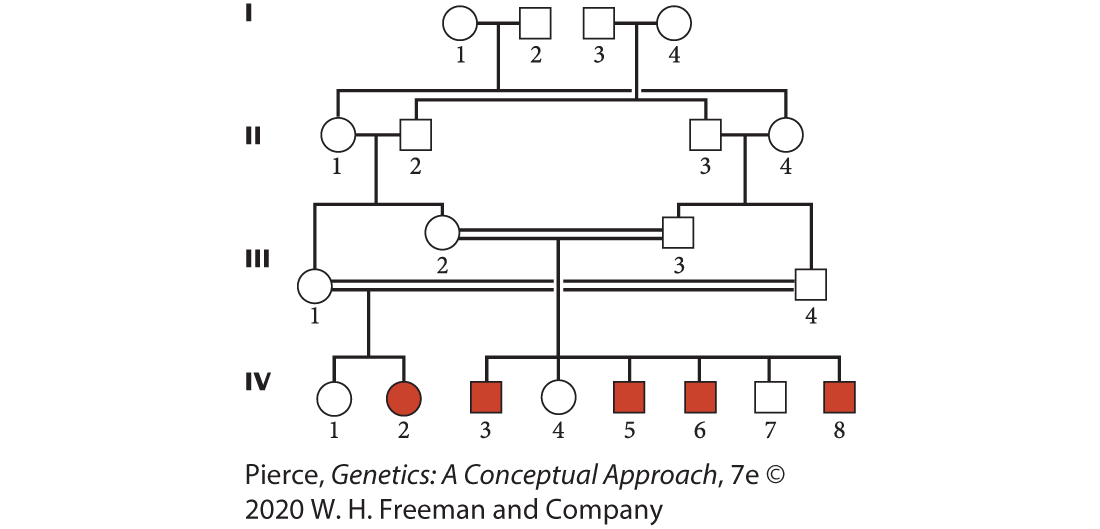 I
1 2 3 4
II
1 2 3 4
2 3
III
1 4
IV
1 2 3 4 5 6 7 8
Pierce, Genetics: A Conceptual Approach, 7e ©
2020 W. H. Freeman and Company